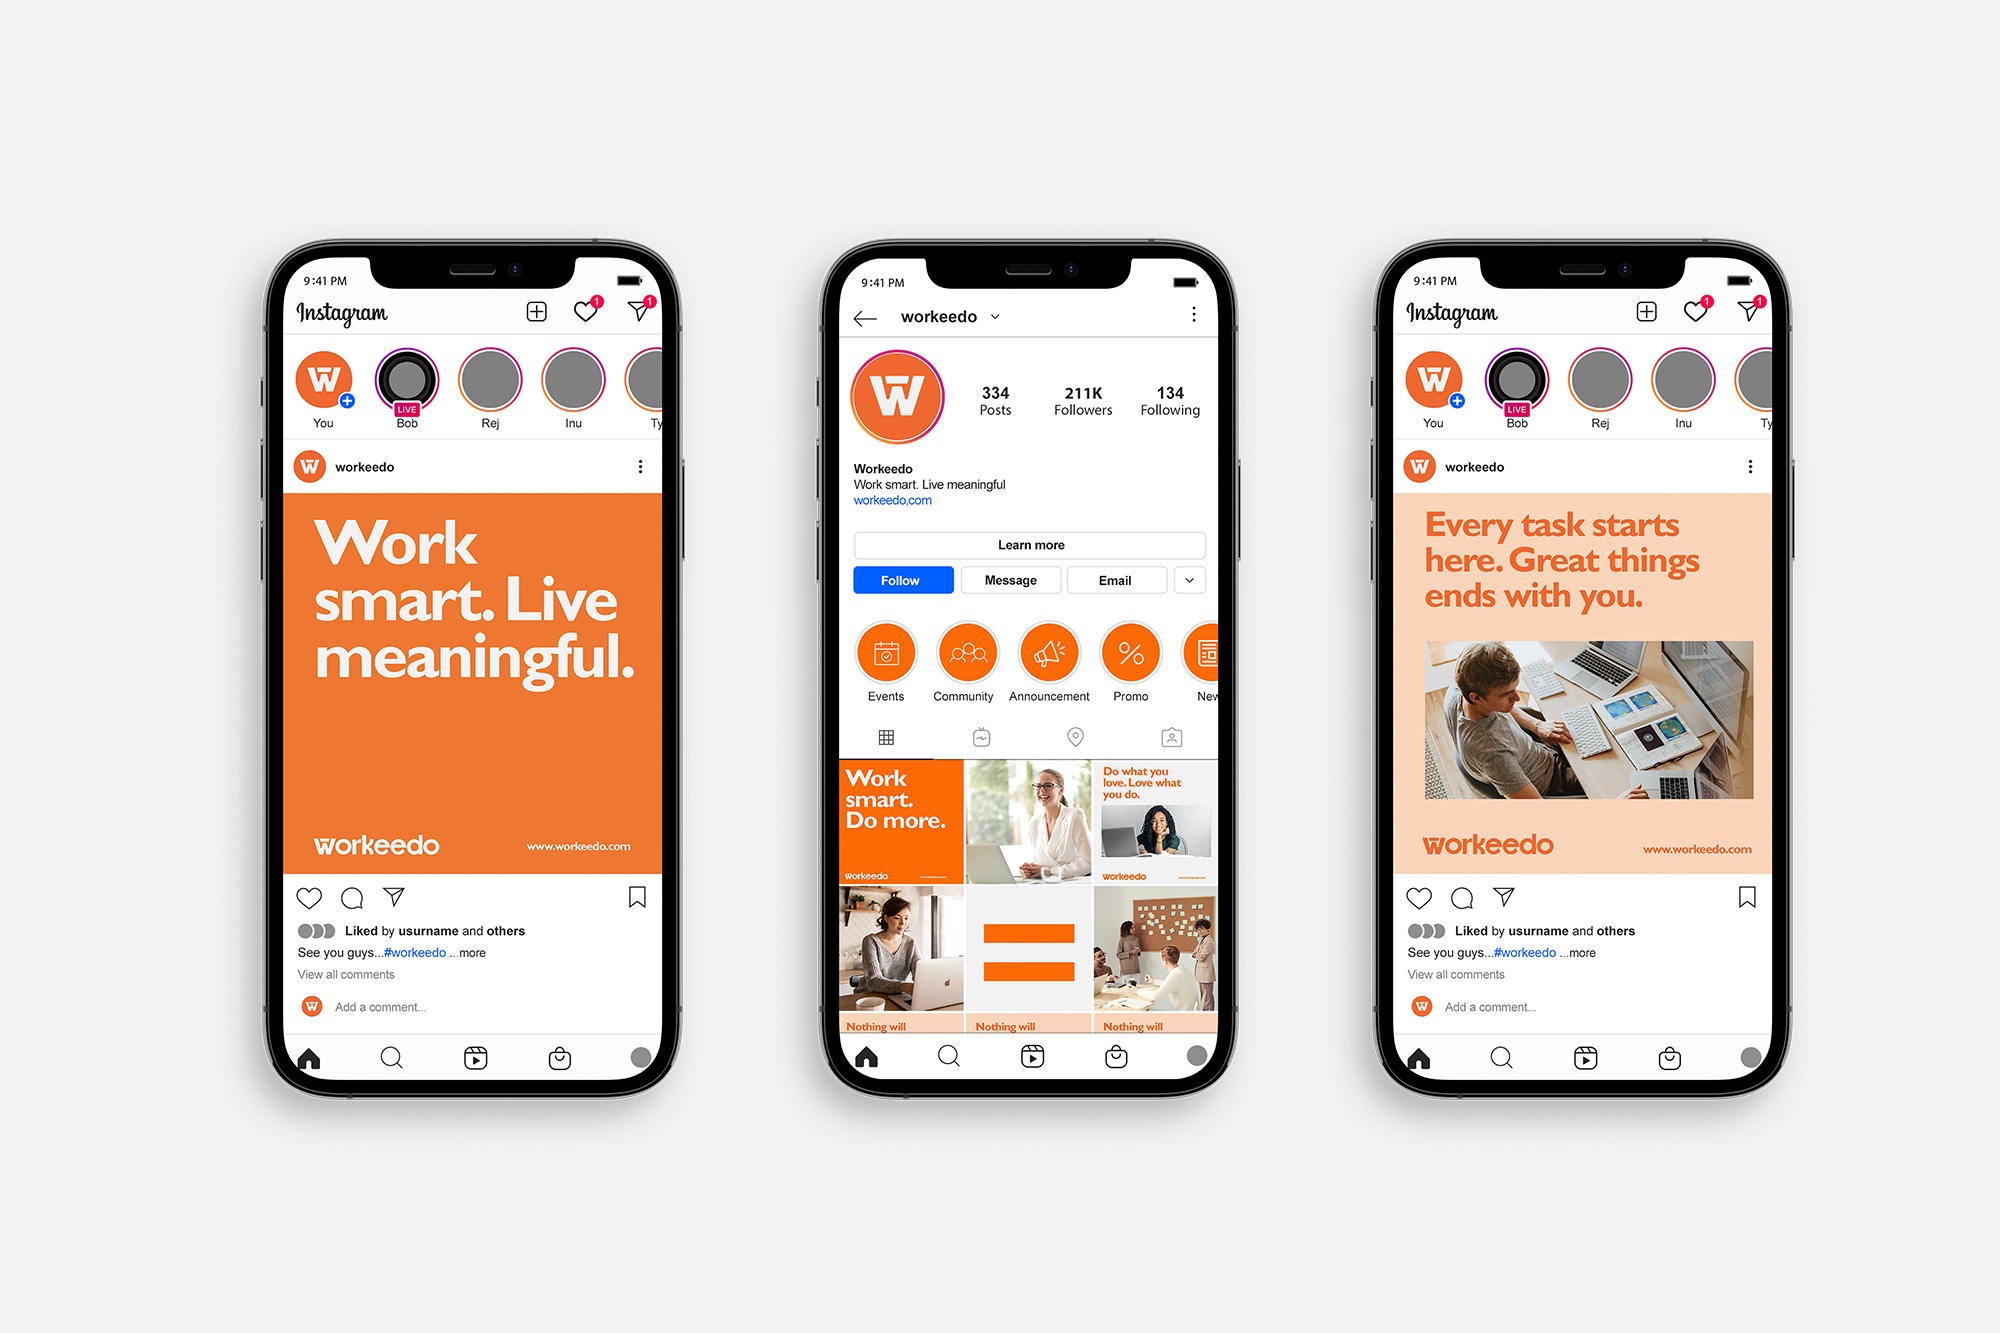 9:41 PM
Instagram
1
1
W
LIVE
You
Bob
Rej
Inu
Ty
W
workeedo
Work
smart. Live
meaningful.
workeedo
www.workeedo.com
Liked by usurname and others
See you guys...#workeedo ...more
View all comments
W
Add a comment...
9:41 PM
workeedo
W
334
211K
134
Posts
Followers
Following
Workeedo
Work smart. Live meaningful
workeedo,com
Learn more
Follow
Message
Email
%
Events
Community
Announcement
Promo
New
Work
smart.
Do more.
workeedo
Do what you
love. Love what
you do.
workeedo
Nothing will
Nothing will
Nothing will
9:41 PM
Instagram
1
1
W
LIVE
You
Bob
Rej
Inu
Ty
W
workeedo
Every task starts
here. Great things
ends with you.
workeedo
www.workeedo.com
Liked by usurname and others
See you guys...#workeedo ...more
View all comments
W
Add a comment...